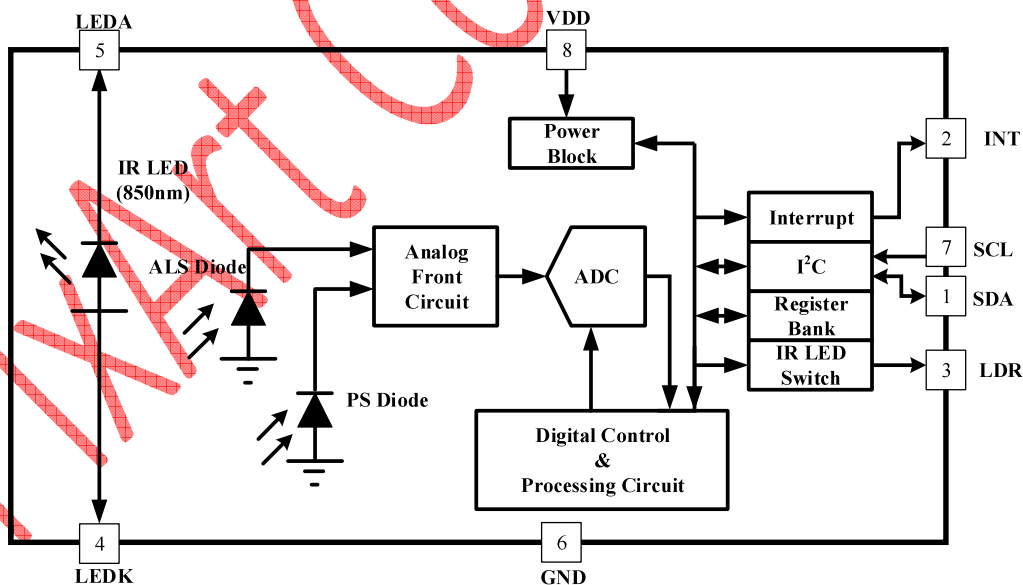 LEDA
VDD
5
8
Power
Block
2
INT
IR LED
(850nm)
Interrupt
Analog
Front
Circuit
ADC
I²C
7
SCL
ALS Diode
1
SDA
Register
Bank
IR LED
Switch
3
LDR
PS Diode
Digital Control
&
Processing Circuit
4
6
LEDK
GND